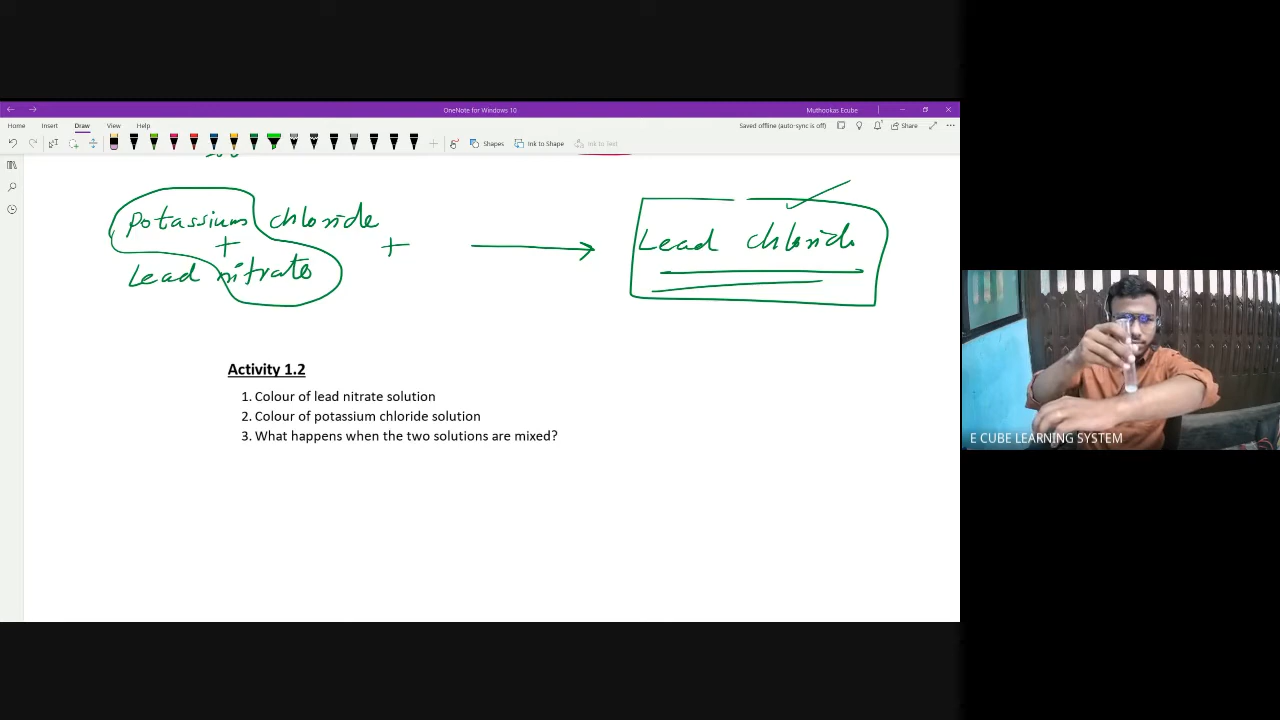 OneNote for Windows 10
Muthookas Ecube
Home Insert Draw View Help
Saved offline (auto-sync is off)
Share
Shapes
Ink to Shape
Ink to Text
Potassium chloride
+
+
Lead nitrate
Lead chloride
Activity 1.2
1. Colour of lead nitrate solution
2. Colour of potassium chloride solution
3. What happens when the two solutions are mixed?
E CUBE LEARNING SYSTEM